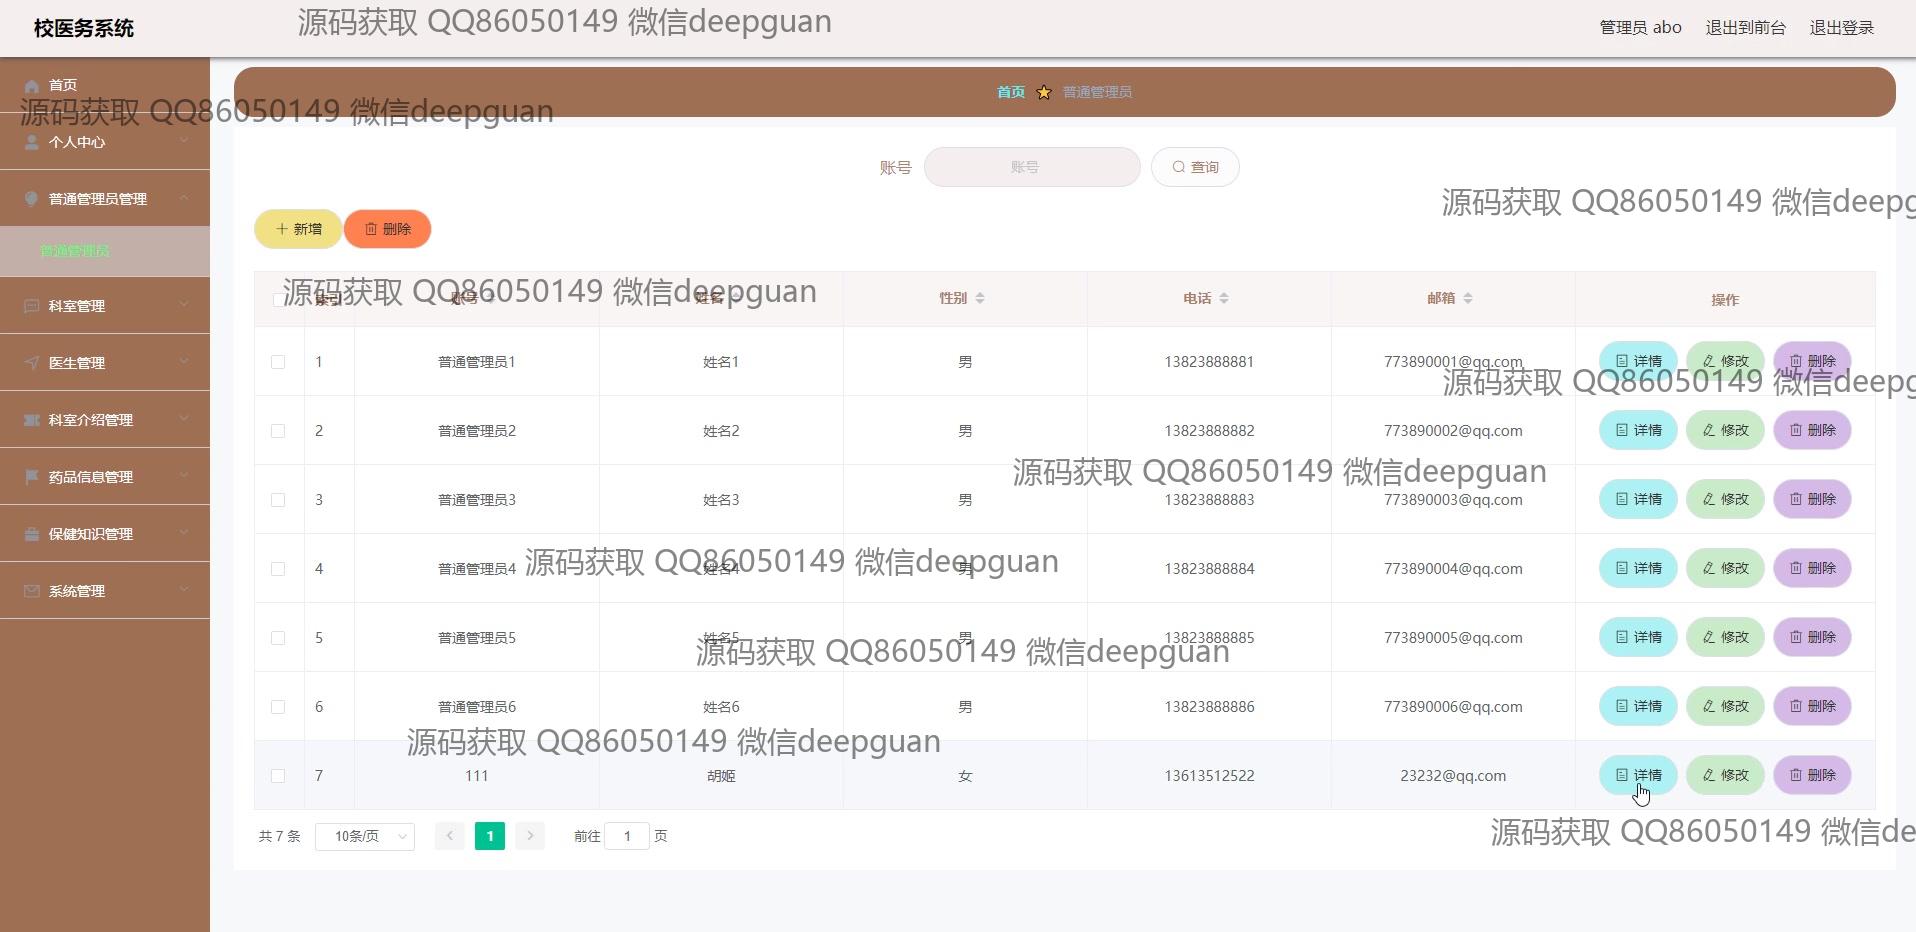 校医务系统
源码获取 QQ86050149 微信deepguan
管理员 abo 退出到前台 退出登录
首页
源码获取 QQ86050149 微信deepguan
个人中心
普通管理员管理
普通管理员
科室管理
医生管理
科室介绍管理
药品信息管理
保健知识管理
系统管理
首页 普通管理员
账号 账号 查询
源码获取 QQ86050149 微信deepg
新增 删除
源码获取 QQ86050149 微信deepguan
索引 账号 姓名 性别 电话 邮箱 操作
1 普通管理员1 姓名1 男 13823888881 773890001@qq.com 详情 修改 删除
源码获取 QQ86050149 微信deepg
2 普通管理员2 姓名2 男 13823888882 773890002@qq.com 详情 修改 删除
源码获取 QQ86050149 微信deepguan
3 普通管理员3 姓名3 男 13823888883 773890003@qq.com 详情 修改 删除
源码获取 QQ86050149 微信deepguan
4 普通管理员4 姓名4 男 13823888884 773890004@qq.com 详情 修改 删除
5 普通管理员5 姓名5 男 13823888885 773890005@qq.com 详情 修改 删除
源码获取 QQ86050149 微信deepguan
6 普通管理员6 姓名6 男 13823888886 773890006@qq.com 详情 修改 删除
源码获取 QQ86050149 微信deepguan
7 111 胡姬 女 13613512522 23232@qq.com 详情 修改 删除
共 7 条 10条/页 1 前往 1 页
源码获取 QQ86050149 微信de